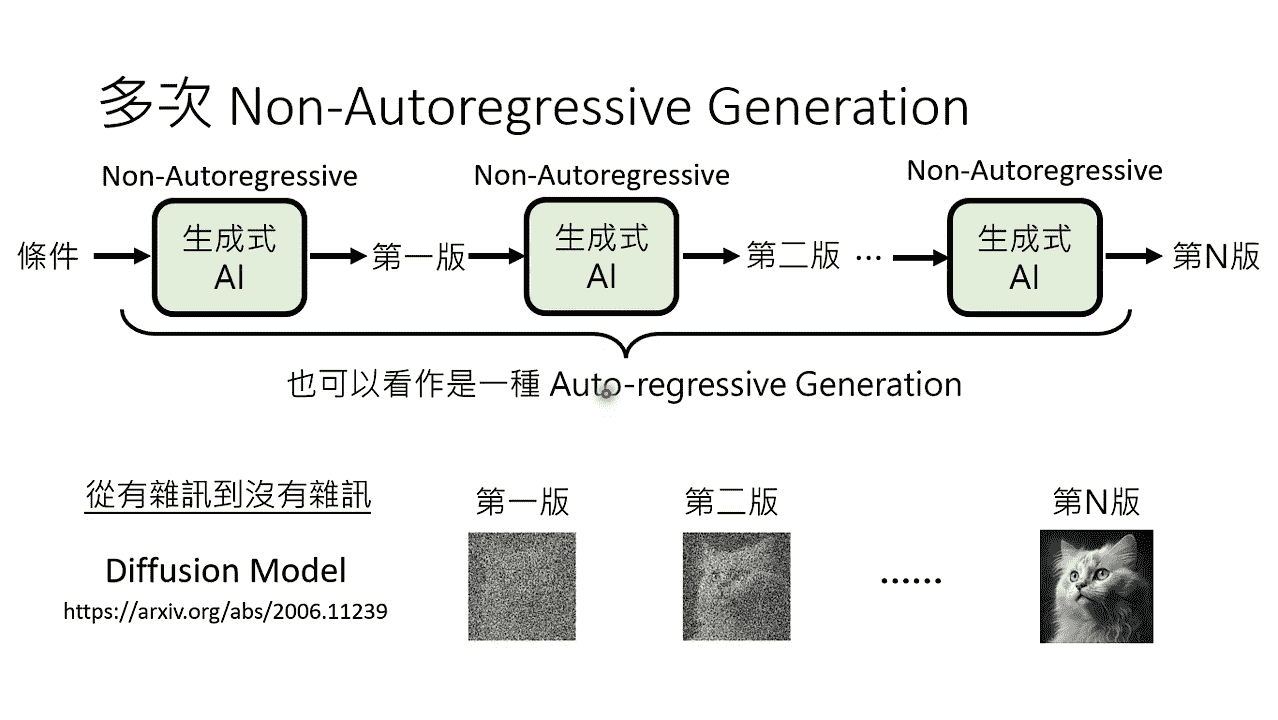 多次 Non-Autoregressive Generation
Non-Autoregressive
Non-Autoregressive
Non-Autoregressive
條件
生成式
AI
第一版
生成式
AI
第二版
...
生成式
AI
第N版
也可以看作是一種 Auto-regressive Generation
從有雜訊到沒有雜訊
第一版
第二版
第N版
Diffusion Model
https://arxiv.org/abs/2006.11239
......